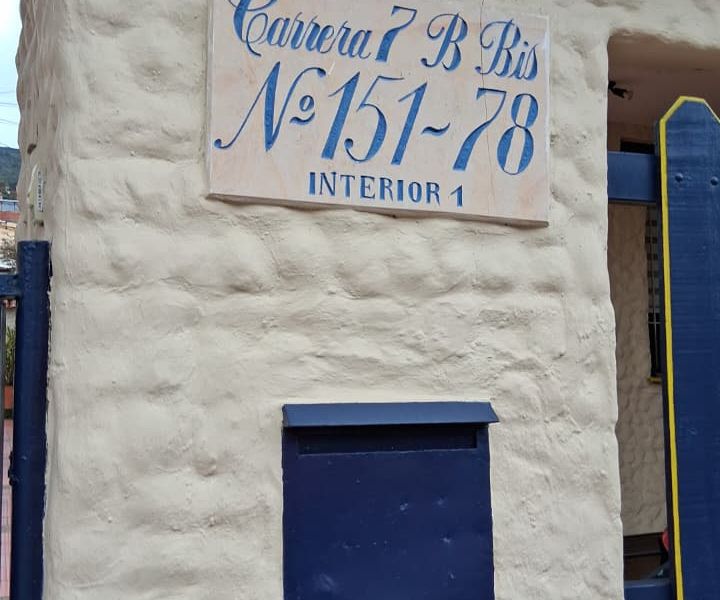 Carrera 7 B Bis
Nº 151-78
INTERIOR 1